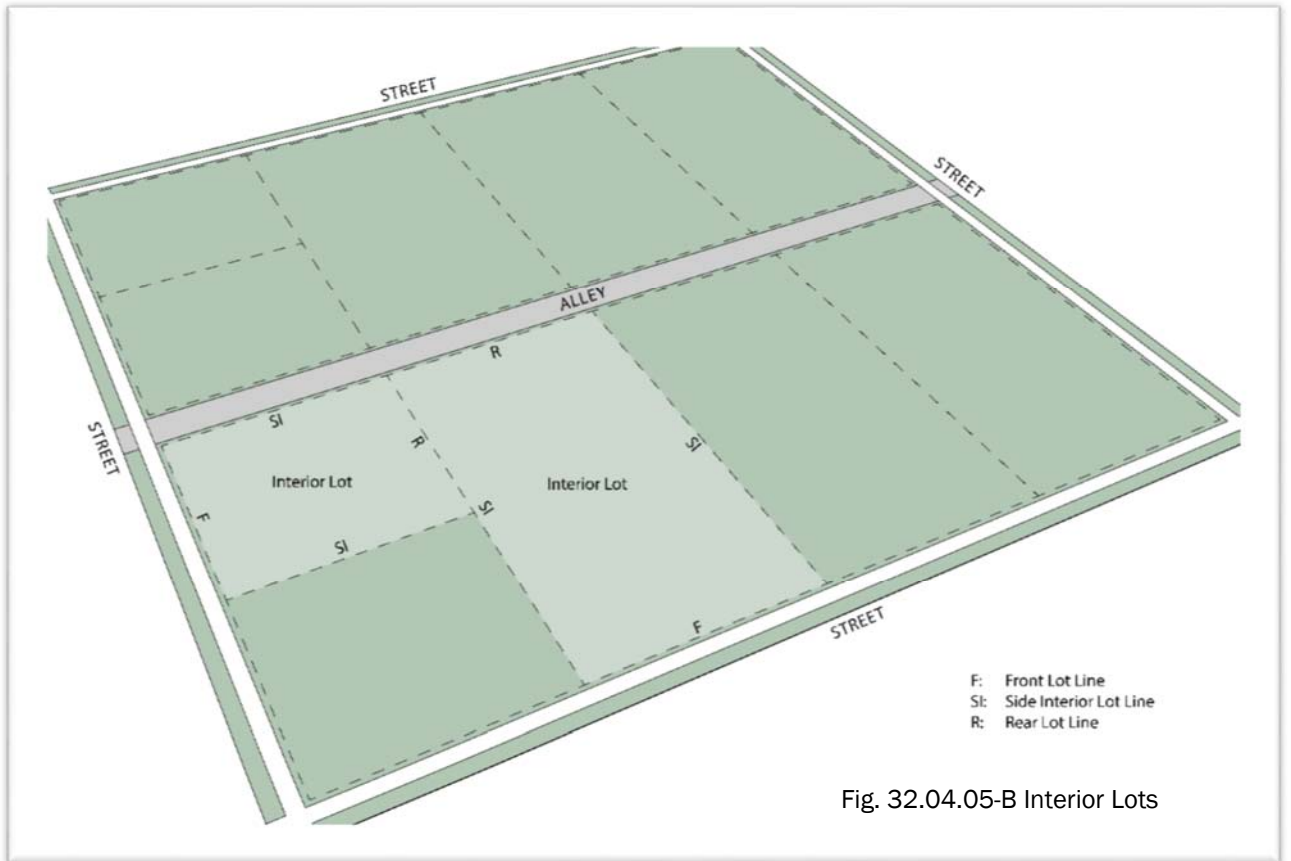 STREET
STREET
ALLEY
R
SI
STREET
R
SI
Interior Lot
Interior Lot
SI
F
SI
F
STREET
F: Front Lot Line
SI: Side Interior Lot Line
R: Rear Lot Line
Fig. 32.04.05-B Interior Lots